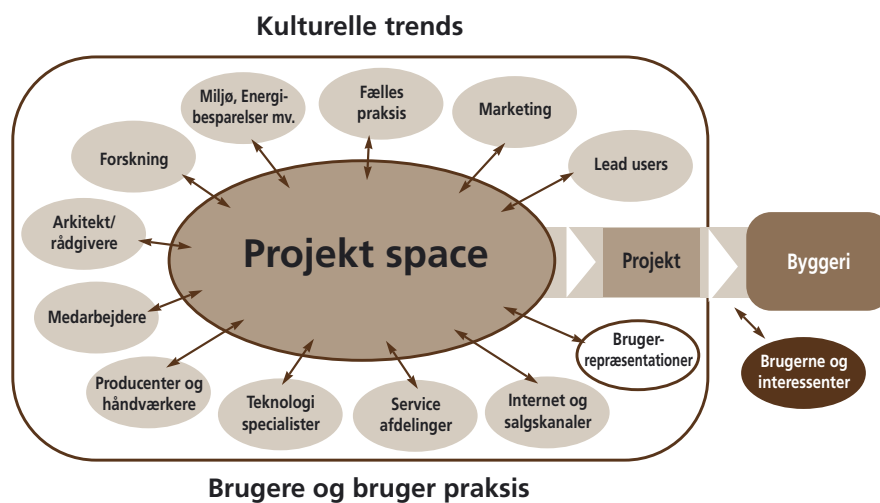 Kulturelle trends
Miljø, Energi-
besparelser mv.
Fælles
praksis
Marketing
Forskning
Lead users
Arkitekt/
rådgivere
Projekt space
Projekt
Byggeri
Medarbejdere
Bruger-
repræsentationer
Brugerne og
interessenter
Producenter og
håndværkere
Teknologi
specialister
Service
afdelinger
Internet og
salgskanaler
Brugere og bruger praksis